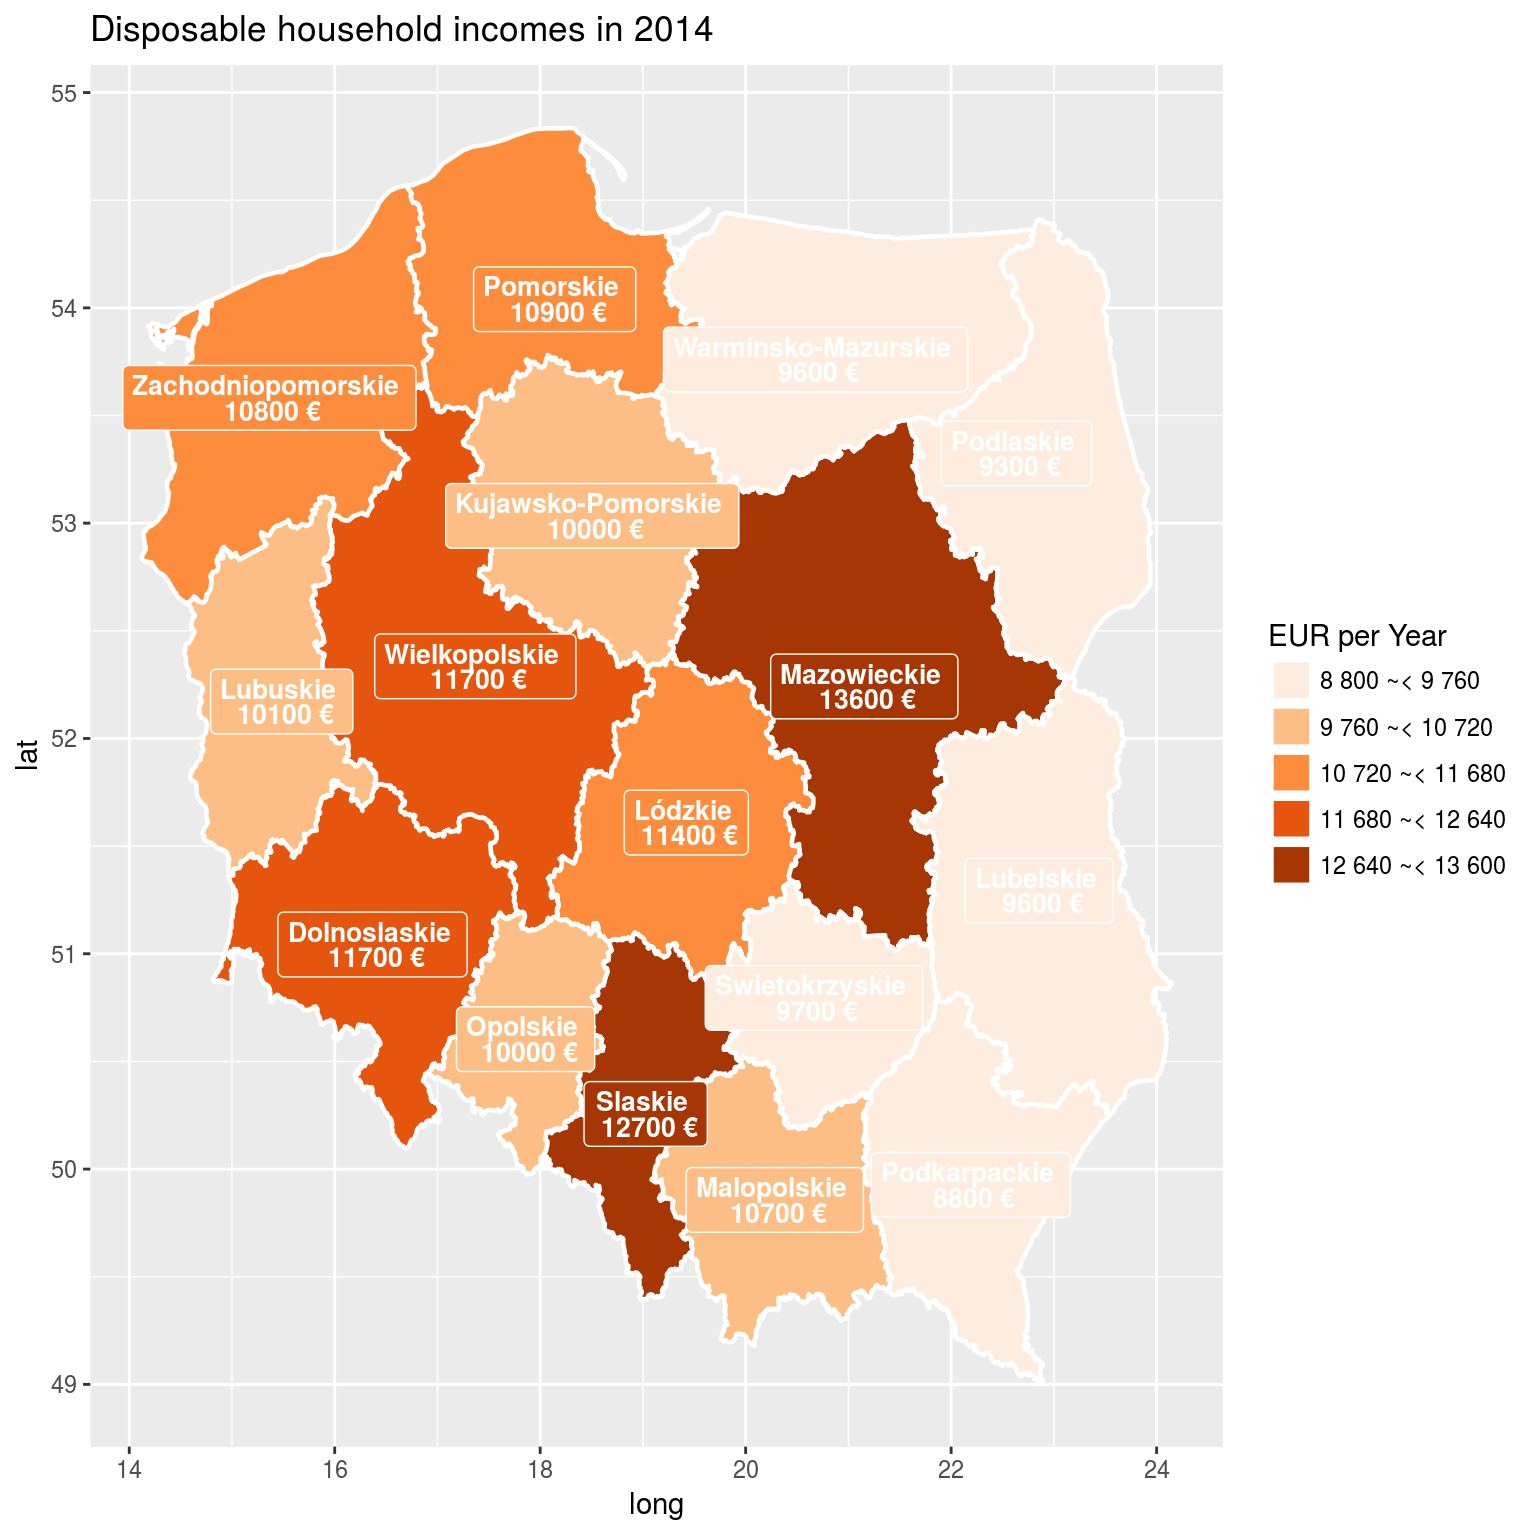 Disposable household incomes in 2014
55
54
53
52
51
50
49
lat
14
16
18
20
22
24
long
Pomorskie
10900 €
Warminsko-Mazurskie
9600 €
Zachodniopomorskie
10800 €
Podlaskie
9300 €
Kujawsko-Pomorskie
10000 €
Wielkopolskie
11700 €
Mazowieckie
13600 €
Lubuskie
10100 €
Lódzkie
11400 €
Lubelskie
9600 €
Dolnoslaskie
11700 €
Swietokrzyskie
9700 €
Opolskie
10000 €
Slaskie
12700 €
Podkarpackie
8800 €
Malopolskie
10700 €
EUR per Year
8 800 ~< 9 760
9 760 ~< 10 720
10 720 ~< 11 680
11 680 ~< 12 640
12 640 ~< 13 600